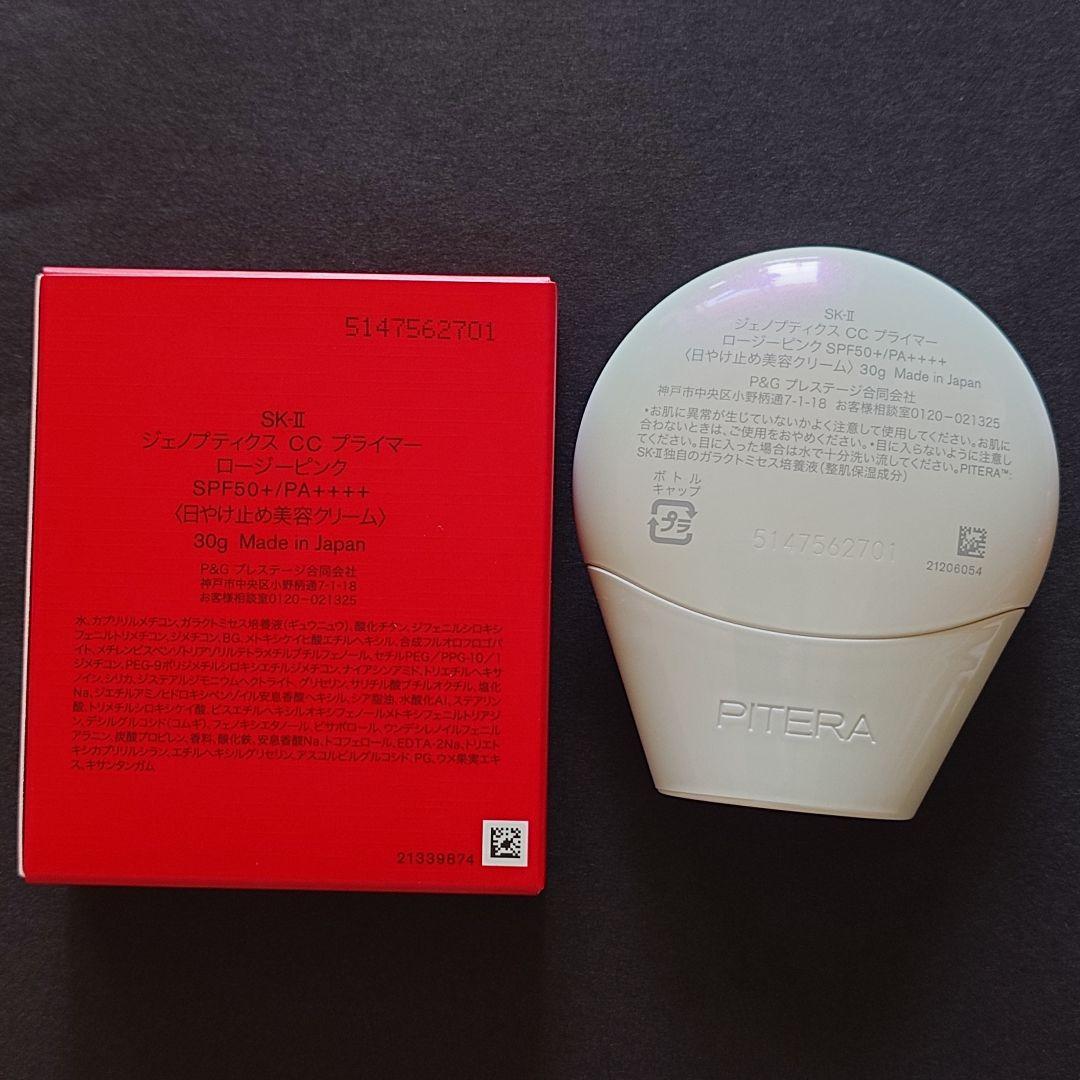 5147562701
SK-II
ジェノプティクス CC プライマー
ロージーピンク
SPF50+/PA++++
〈日やけ止め美容クリーム〉
30g Made in Japan
P&G プレステージ合同会社
神戸市中央区小野柄通7-1-18
お客様相談室0120-021325
水、カプリリルメチコン、ガラクトミセス培養液(ギュウニュウ)、酸化チタン、ジフェニルシロキシ
フェニルトリメチコン、ジメチコン、BG、メトキシケイヒ酸エチルヘキシル、合成フルオロフロゴパ
イト、メチレンビスベンゾトリアゾリルテトラメチルブチルフェノール、セチルPEG/PPG-10/1
ジメチコン、PEG-9ポリジメチルシロキシエチルジメチコン、ナイアシンアミド、トリエチルヘキサ
ノイン、シリカ、ジステアルジモニウムヘクトライト、グリセリン、サリチル酸ブチルオクチル、塩化
Na、ジエチルアミノヒドロキシベンゾイル安息香酸ヘキシル、シア脂油、水酸化Al、ステアリン
酸、トリメチルシロキシケイ酸、ビスエチルヘキシルオキシフェノールメトキシフェニルトリアジ
ン、デシルグルコシド(コムギ)、フェノキシエタノール、ビサボロール、ウンデシレノイルフェニル
アラニン、炭酸プロピレン、香料、酸化鉄、安息香酸Na、トコフェロール、EDTA-2Na、トリエト
キシカプリリルシラン、エチルヘキシルグリセリン、アスコルビルグルコシド、PG、ウメ果実エキ
ス、キサンタンガム
21339874
SK-II
ジェノプティクス CC プライマー
ロージーピンク SPF50+/PA++++
〈日やけ止め美容クリーム〉 30g Made in Japan
P&G プレステージ合同会社
神戸市中央区小野柄通7-1-18 お客様相談室0120-021325
•お肌に異常が生じていないかよく注意して使用してください。お肌に
合わないときは、ご使用をおやめください。•目に入らないように注意し
てください。目に入った場合は水で十分洗い流してください。PITERA™:
SK-II独自のガラクトミセス培養液(整肌保湿成分)
ボトル
キャップ
プラ
5147562701
21206054
PITERA